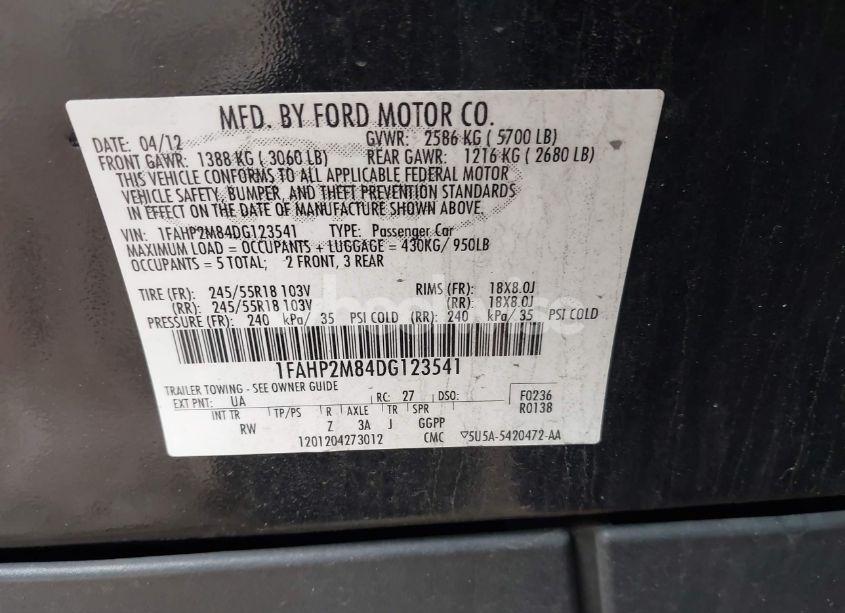 MFD. BY FORD MOTOR CO.
DATE: 04/12 GVWR: 2586 KG ( 5700 LB)
FRONT GAWR: 1388 KG ( 3060 LB) REAR GAWR: 1216 KG ( 2680 LB)
THIS VEHICLE CONFORMS TO ALL APPLICABLE FEDERAL MOTOR
VEHICLE SAFETY, BUMPER, AND THEFT PREVENTION STANDARDS
IN EFFECT ON THE DATE OF MANUFACTURE SHOWN ABOVE.
VIN: 1FAHP2M84DG123541 TYPE: Passenger Car
MAXIMUM LOAD = OCCUPANTS + LUGGAGE = 430KG/ 950LB
OCCUPANTS = 5 TOTAL; 2 FRONT, 3 REAR
TIRE (FR): 245/55R18 103V RIMS (FR): 18X8.0J
(RR): 245/55R18 103V (RR): 18X8.0J
PRESSURE (FR): 240 kPa/ 35 PSI COLD (RR): 240 kPa/ 35 PSI COLD
1FAHP2M84DG123541
TRAILER TOWING - SEE OWNER GUIDE
EXT PNT: UA RC: 27 DSO: F0236
INT TR TP/PS R AXLE TR SPR R0138
RW Z 3A J GGPP
1201204273012 CMC ▽5U5A-5420472-AA